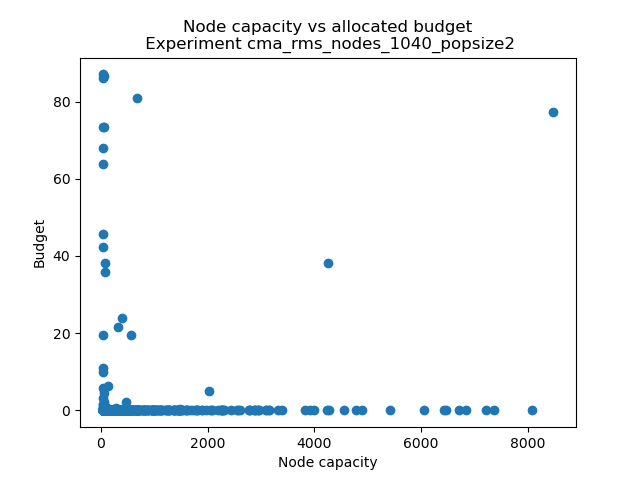 Node capacity vs allocated budget
Experiment cma_rms_nodes_1040_popsize2
80
60
40
20
0
Budget
0 2000 4000 6000 8000
Node capacity